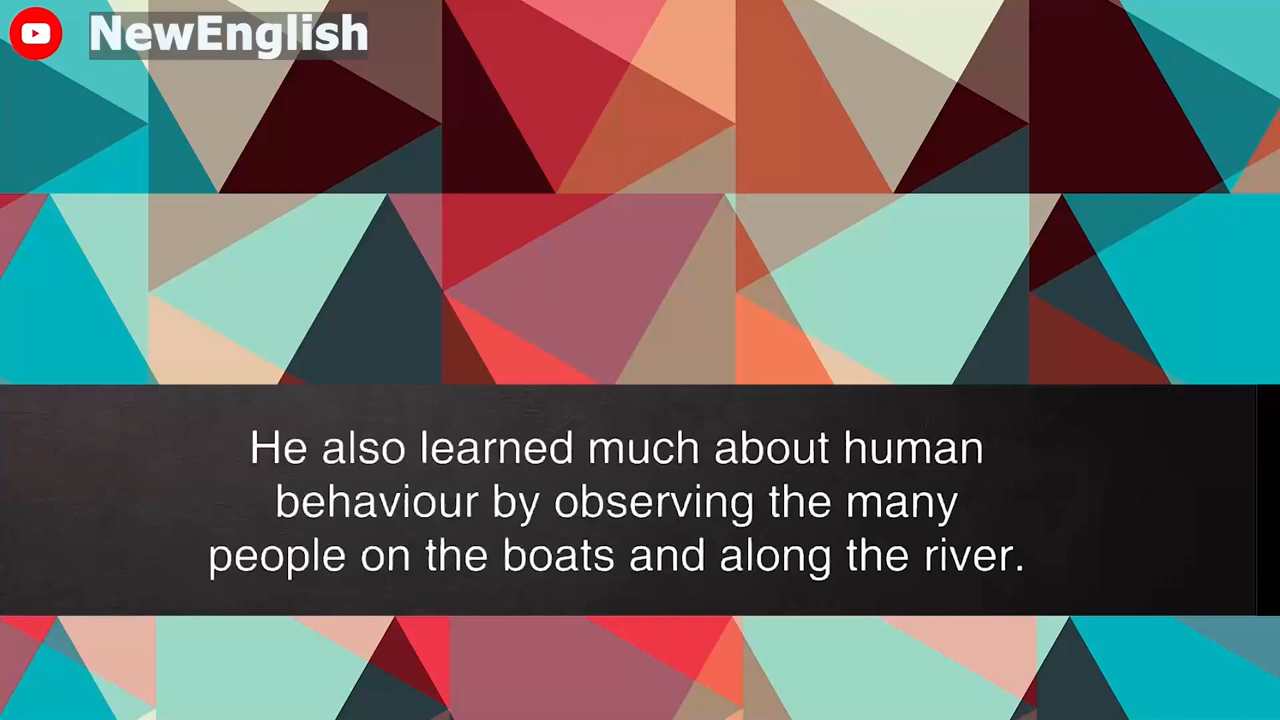 NewEnglish
He also learned much about human
behaviour by observing the many
people on the boats and along the river.